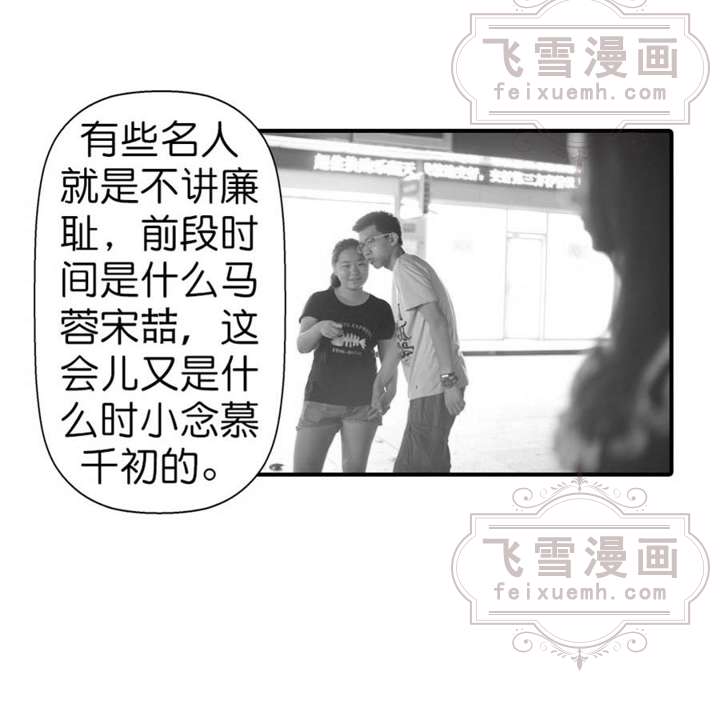 飞雪漫画
feixuemh.com
有些名人
就是不讲廉
耻，前段时
间是什么马
蓉宋喆，这
会儿又是什
么时小念慕
千初的。
飞雪漫画
feixuemh.com